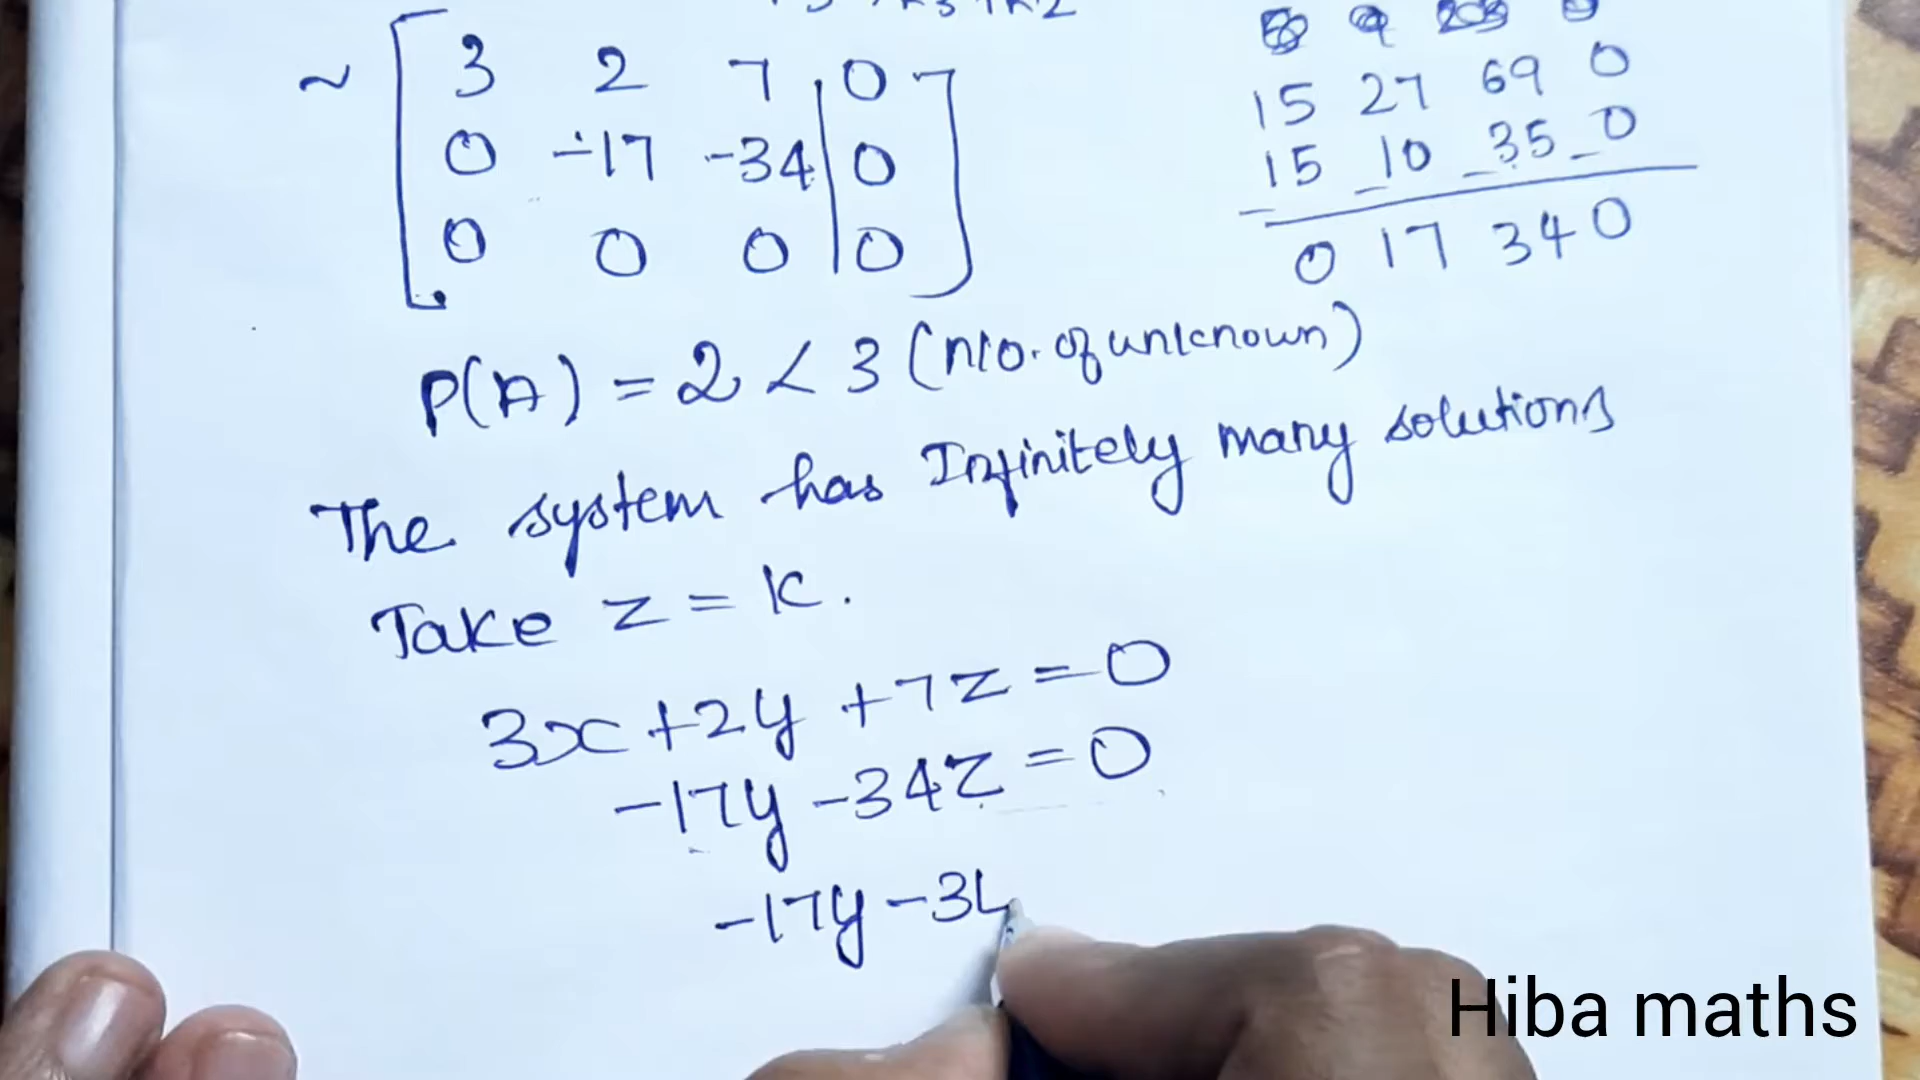 ~ [ 3 2 7 | 0 ]
0 -17 -34 | 0
0 0 0 | 0
15 27 69 0
15 10 35 0
0 17 34 0
P(A) = 2 < 3 (n/o. of unknown)
The system has Infinitely many solutions
Take z = K.
3x + 2y + 7z = 0
-17y - 34z = 0
-17y - 34
Hiba maths